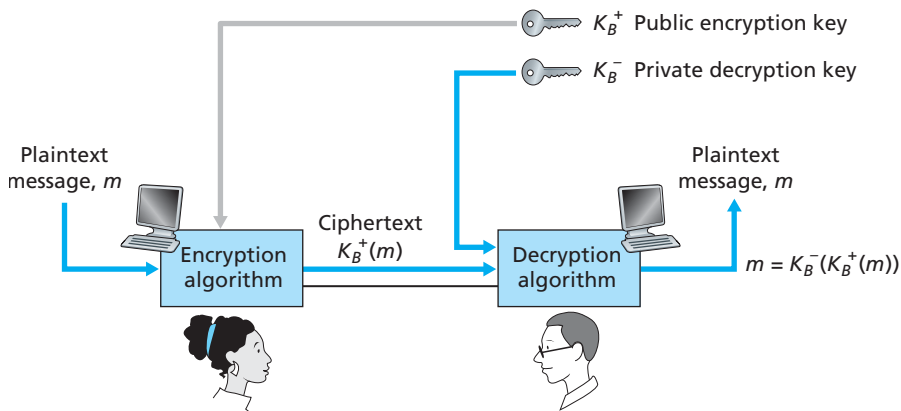 K_B^+ Public encryption key
K_B^- Private decryption key
Plaintext
message, m
Plaintext
message, m
Ciphertext
K_B^+(m)
Encryption
algorithm
Decryption
algorithm
m = K_B^-(K_B^+(m))